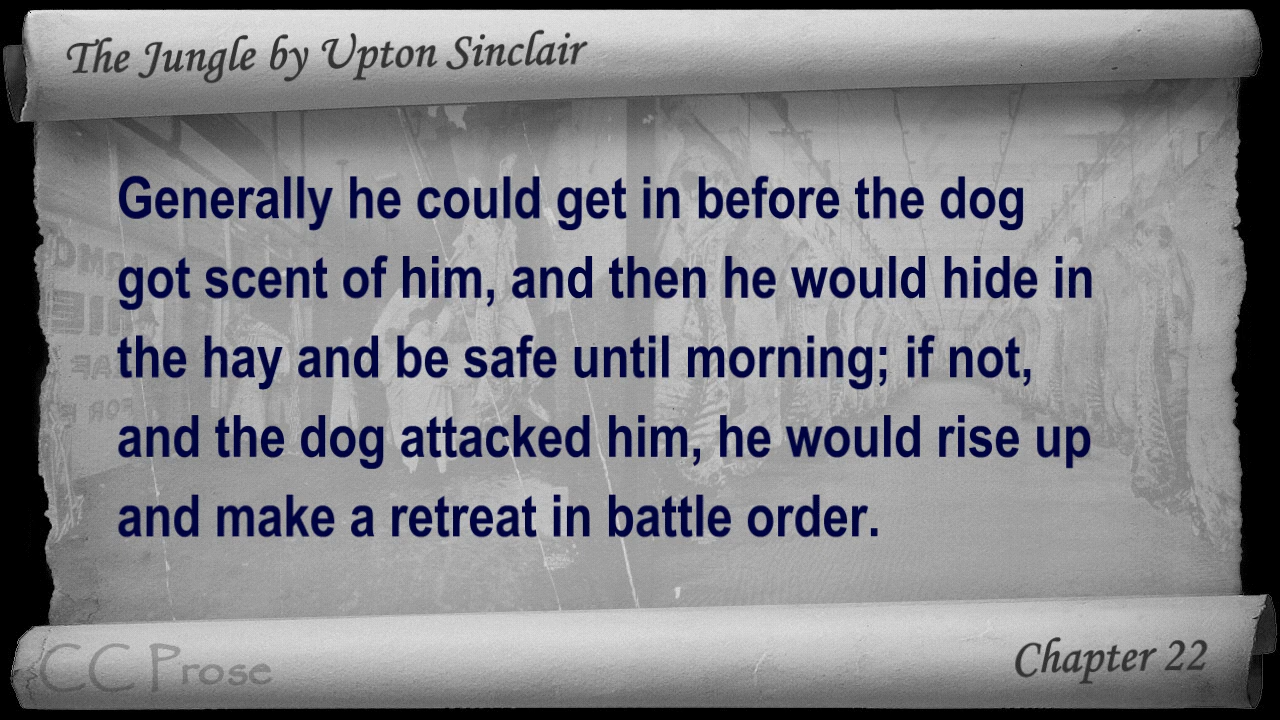 The Jungle by Upton Sinclair
Generally he could get in before the dog
got scent of him, and then he would hide in
the hay and be safe until morning; if not,
and the dog attacked him, he would rise up
and make a retreat in battle order.
CC Prose
Chapter 22